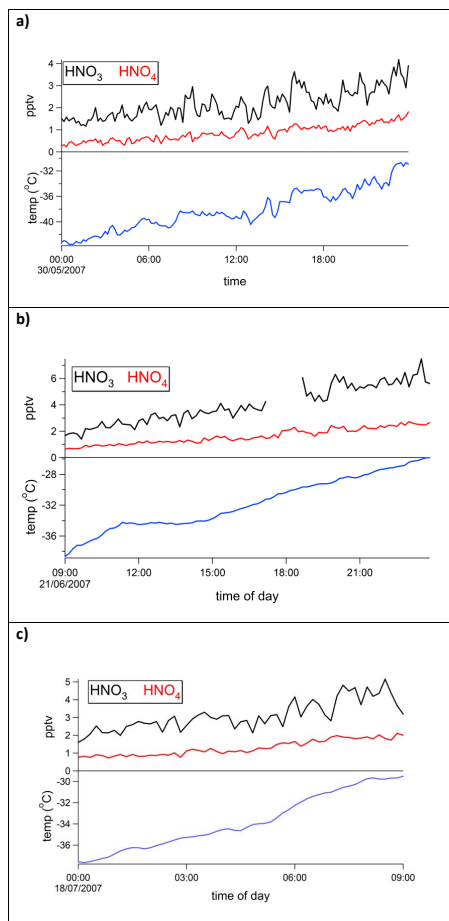 a)
4
3
2
1
0
pptv
HNO3 HNO4
-32
-36
-40
temp (°C)
00:00 06:00 12:00 18:00
30/05/2007
time
b)
6
4
2
0
pptv
HNO3 HNO4
-28
-32
-36
temp (°C)
09:00 12:00 15:00 18:00 21:00
21/06/2007
time of day
c)
5
4
3
2
1
0
pptv
HNO3 HNO4
-30
-32
-34
-36
temp (°C)
00:00 03:00 06:00 09:00
18/07/2007
time of day